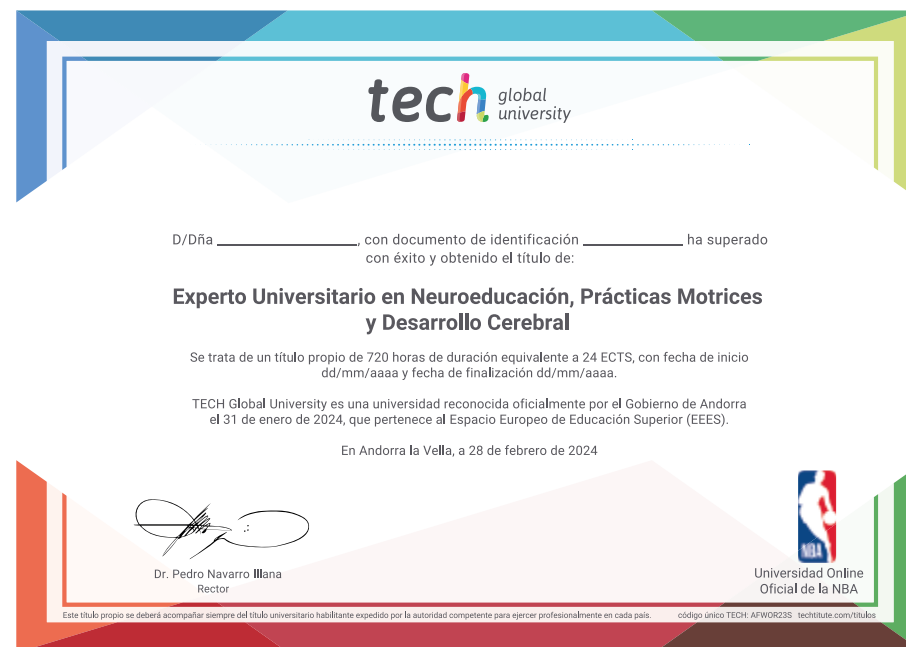 tech global university
D/Dña ____________, con documento de identificación ____________ ha superado
con éxito y obtenido el título de:
Experto Universitario en Neuroeducación, Prácticas Motrices
y Desarrollo Cerebral
Se trata de un título propio de 720 horas de duración equivalente a 24 ECTS, con fecha de inicio
dd/mm/aaaa y fecha de finalización dd/mm/aaaa.
TECH Global University es una universidad reconocida oficialmente por el Gobierno de Andorra
el 31 de enero de 2024, que pertenece al Espacio Europeo de Educación Superior (EEES).
En Andorra la Vella, a 28 de febrero de 2024
NBA
Dr. Pedro Navarro Illana
Rector
Universidad Online
Oficial de la NBA
Este título propio se deberá acompañar siempre del título universitario habilitante expedido por la autoridad competente para ejercer profesionalmente en cada país. código único TECH: AFWOR23S techtitute.com/titulos